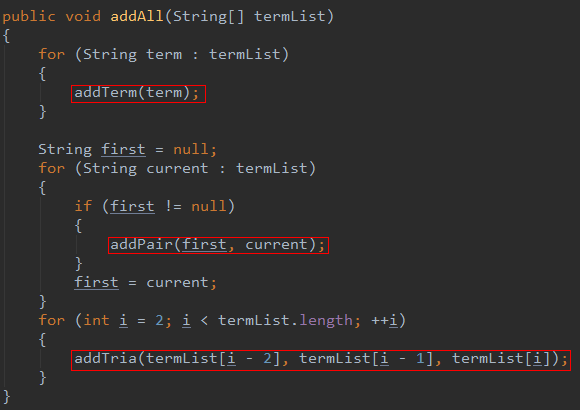 public void addAll(String[] termList)
{
    for (String term : termList)
    {
        addTerm(term);
    }

    String first = null;
    for (String current : termList)
    {
        if (first != null)
        {
            addPair(first, current);
        }
        first = current;
    }
    for (int i = 2; i < termList.length; ++i)
    {
        addTria(termList[i - 2], termList[i - 1], termList[i]);
    }
}